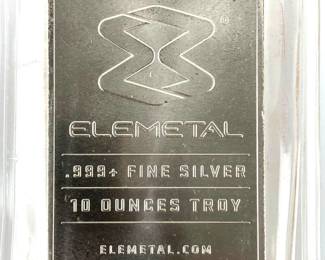 ®
ELEMETAL
.999+ FINE SILVER
10 OUNCES TROY
ELEMETAL.COM